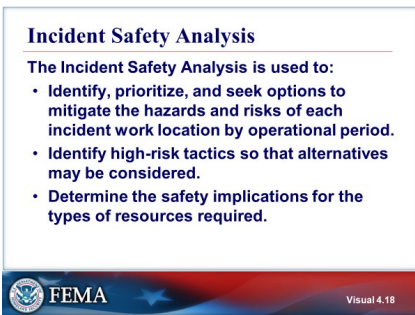 Incident Safety Analysis
The Incident Safety Analysis is used to:
• Identify, prioritize, and seek options to
mitigate the hazards and risks of each
incident work location by operational period.
• Identify high-risk tactics so that alternatives
may be considered.
• Determine the safety implications for the
types of resources required.
FEMA
Visual 4.18